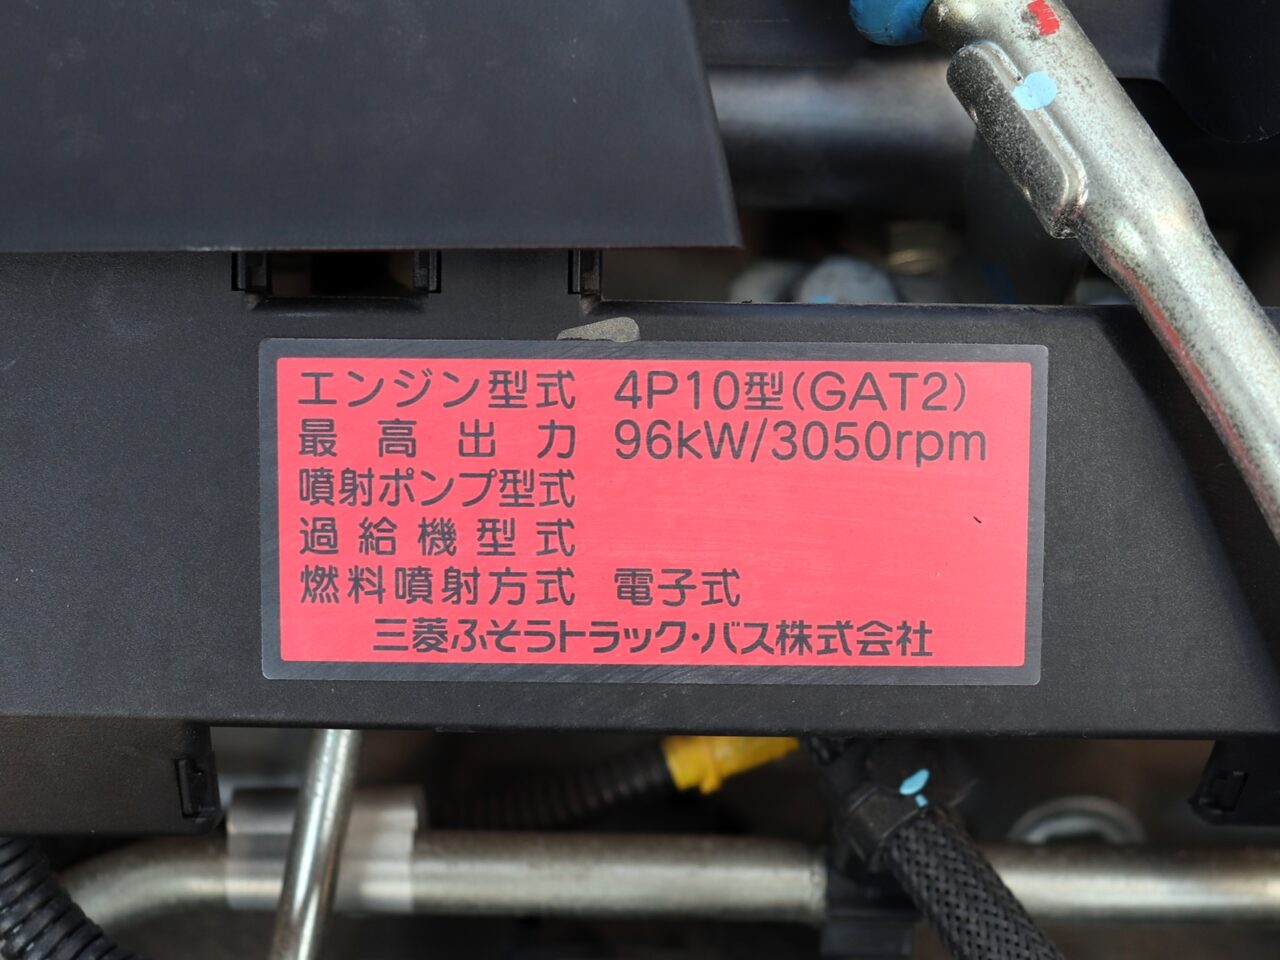 エンジン型式 4P10型(GAT2)
最高出力 96kW/3050rpm
噴射ポンプ型式
過給機型式
燃料噴射方式 電子式
三菱ふそうトラック・バス株式会社